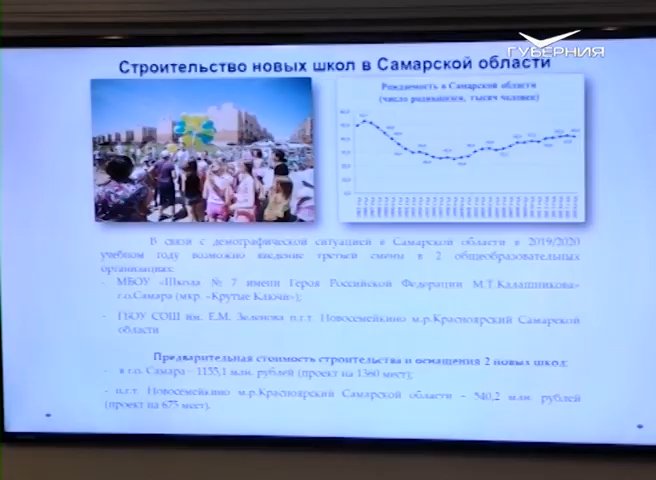 ГУБЕРНИЯ
Строительство новых школ в Самарской области
Рождаемость в Самарской области
(число родившихся, тысяч человек)
В связи с демографической ситуацией в Самарской области в 2019/2020
учебном году возможно введение третьей смены в 2 общеобразовательных
организациях:
- МБОУ «Школа № 7 имени Героя Российской Федерации М.Т.Калашникова»
г.о.Самара (мкр. «Крутые Ключи»);
- ГБОУ СОШ им. Е.М. Зеленова п.г.т. Новосемейкино м.р.Красноярский Самарской
области
Предварительная стоимость строительства и оснащения 2 новых школ:
- в г.о. Самара – 1155,1 млн. рублей (проект на 1360 мест);
- п.г.т. Новосемейкино м.р.Красноярский Самарской области – 540,2 млн. рублей
(проект на 675 мест).